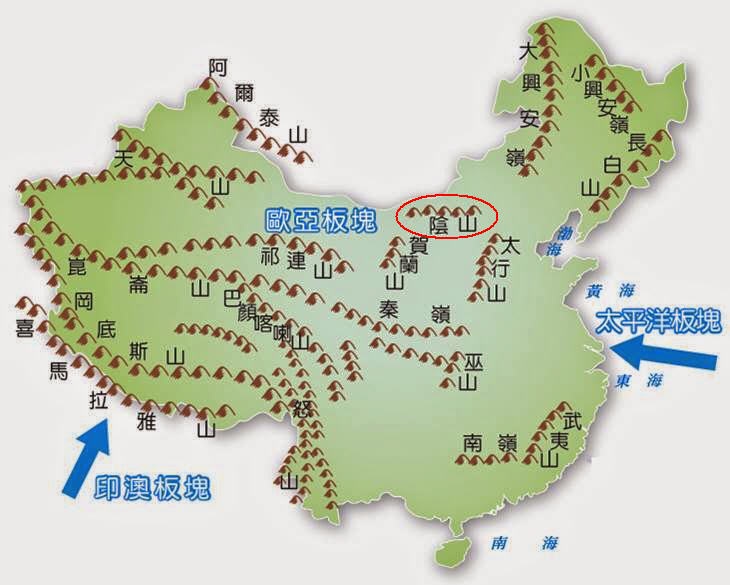 阿爾泰山
大興安嶺
小興安嶺
長白山
天山
歐亞板塊
陰山
賀蘭山
太行山
渤海
祁連山
崑崙山
巴顏喀喇山
秦嶺
黃海
太平洋板塊
岡底斯山
喜馬拉雅山
巫山
東海
怒山
南嶺
武夷山
印澳板塊
南海